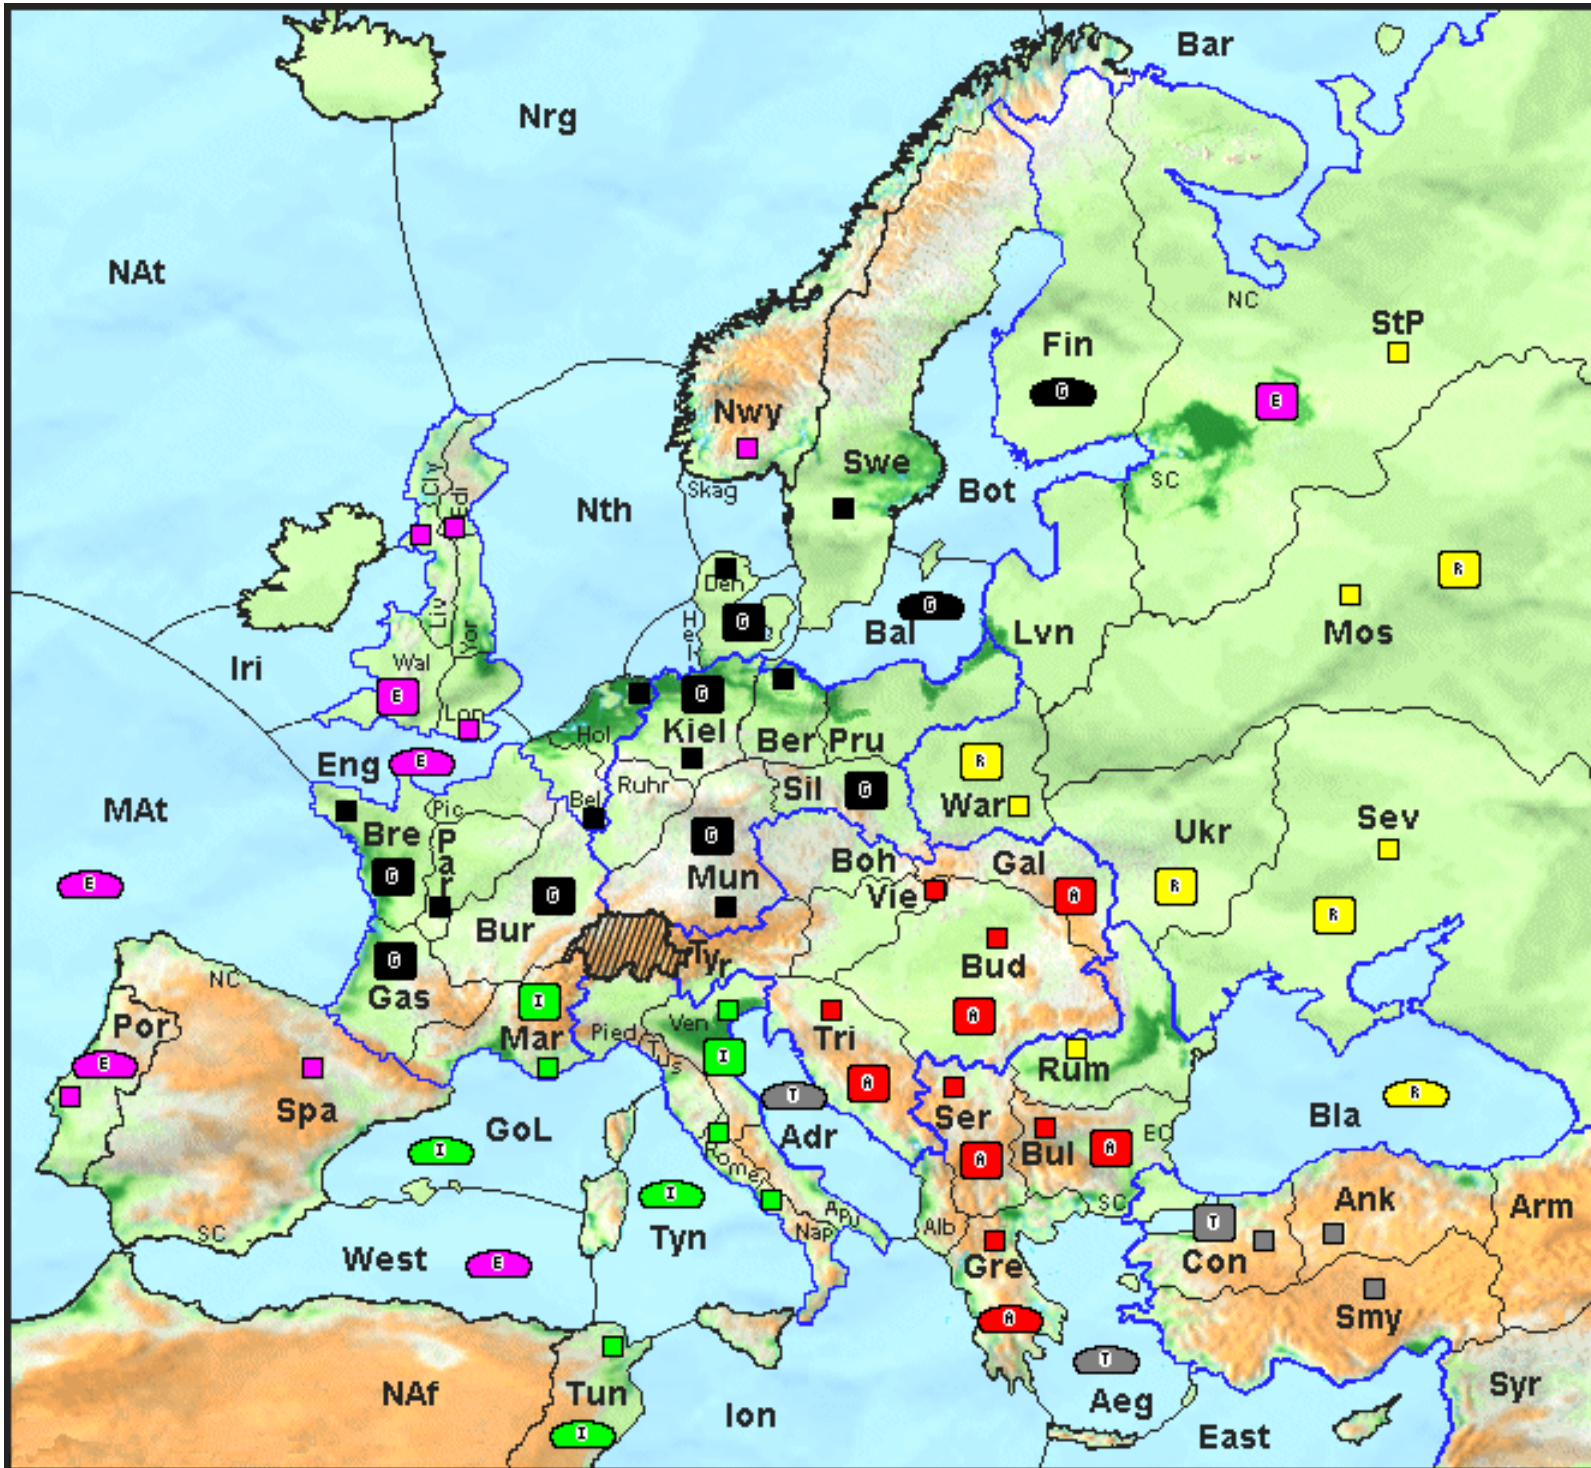 Bar
Nrg
NAt
NC
StP
Fin
E
G
Nwy
Cly
Edi
Swe
SC
Skag
Bot
Nth
R
Den
G
G
Bal
Lvn
Mos
Liv
Yor
Iri
Wal
E
Lon
G
Kiel
Hol
Ber
Pru
Eng
E
R
MAt
Pic
Bel
Ruhr
Sil
G
War
Bre
Par
G
Mun
Boh
Gal
Ukr
Sev
E
G
G
Vie
A
R
R
Bur
Tyr
Bud
G
Gas
NC
I
Mar
Por
Pied
Ven
Tri
A
E
Tus
I
Rum
Spa
T
A
Ser
R
GoL
Adr
Bla
I
Rome
A
Bul
A
EC
I
Apu
SC
Ank
Arm
SC
Tyn
Nap
Alb
T
West
E
Gre
Con
Smy
A
T
NAf
Tun
Ion
Aeg
Syr
I
East